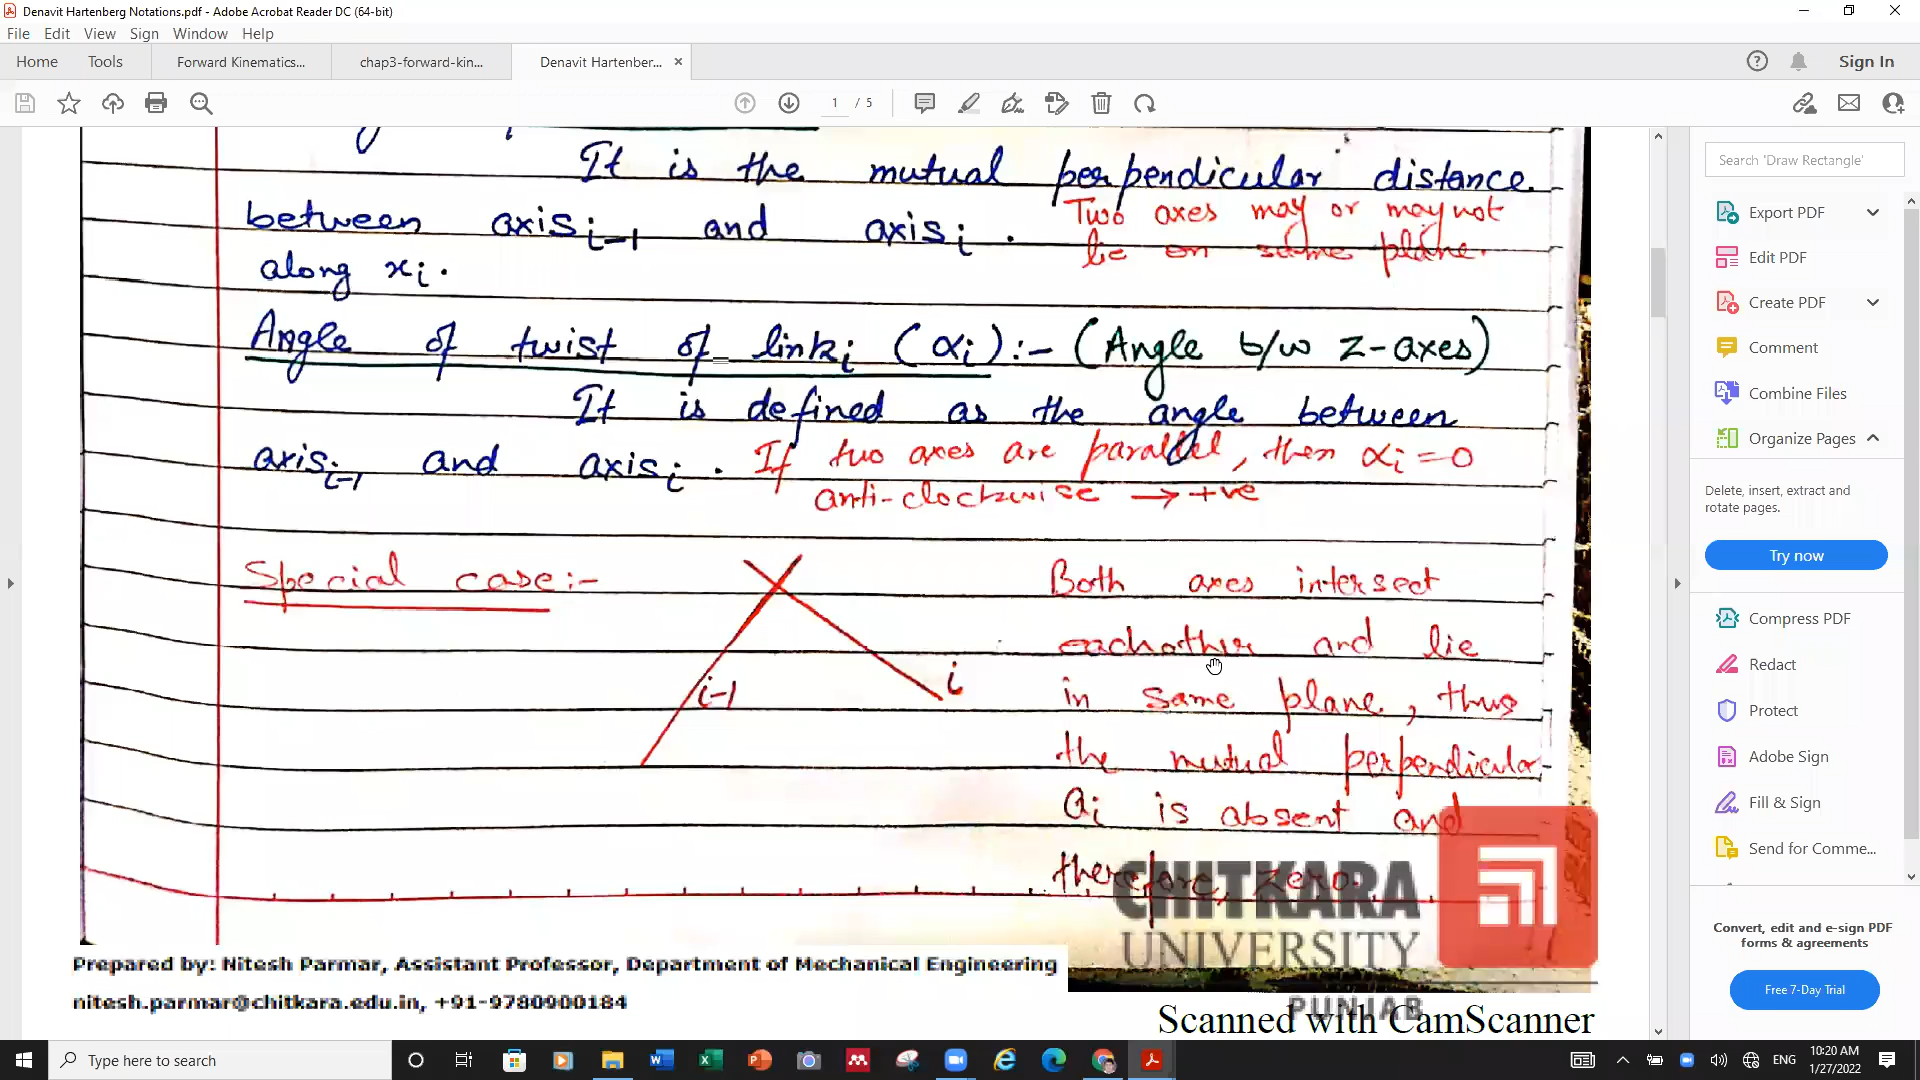 Denavit Hartenberg Notations.pdf - Adobe Acrobat Reader DC (64-bit)
File Edit View Sign Window Help
Home Tools Forward Kinematics... chap3-forward-kin... Denavit Hartenber... ×
Sign In
1 / 5
It is the mutual perpendicular distance
between axis i-1 and axis i . Two axes may or may not
lie on same plane.
along xi.
Angle of twist of link i (αi):- (Angle b/w z-axes)
It is defined as the angle between
axis i-1 and axis i . If two axes are parallel, then αi = 0
anti-clockwise → +ve
Special case:-
Both axes intersect
eachother and lie
i-1 i
in same plane, thus
the mutual perpendicular
ai is absent and
therefore, zero.
CHITKARA
UNIVERSITY
PUNJAB
Prepared by: Nitesh Parmar, Assistant Professor, Department of Mechanical Engineering
nitesh.parmar@chitkara.edu.in, +91-9780900184
Scanned with CamScanner
Search 'Draw Rectangle'
Export PDF
Edit PDF
Create PDF
Comment
Combine Files
Organize Pages
Delete, insert, extract and
rotate pages.
Try now
Compress PDF
Redact
Protect
Adobe Sign
Fill & Sign
Send for Comme...
Convert, edit and e-sign PDF
forms & agreements
Free 7-Day Trial
Type here to search
ENG
10:20 AM
1/27/2022